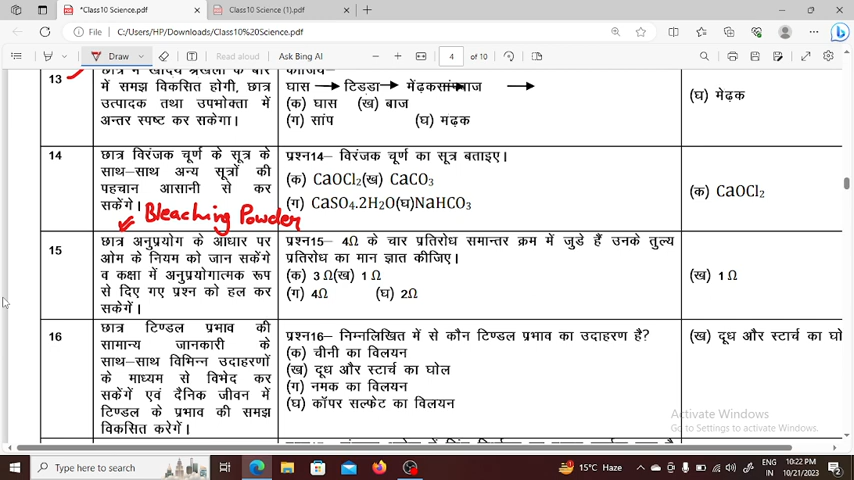 *Class10 Science.pdf
Class10 Science (1).pdf
File
C:/Users/HP/Downloads/Class10%20Science.pdf
Draw
Read aloud
Ask Bing AI
4
of 10
13
छात्र में खाद्य श्रृंखला के बारे
में समझ विकसित होगी, छात्र
उत्पादक तथा उपभोक्ता में
अन्तर स्पष्ट कर सकेगा।
कीजिये
घास → टिड्डा → मेंढ़कसांपबाज →
(क) घास (ख) बाज
(ग) सांप (घ) मढ़क
(घ) मेढ़क
14
छात्र विरंजक चूर्ण के सूत्र के
साथ–साथ अन्य सूत्रों की
पहचान आसानी से कर
सकेंगे।
Bleaching Powder
प्रश्न14– विरंजक चूर्ण का सूत्र बताइए।
(क) CaOCl₂(ख) CaCO₃
(ग) CaSO₄.2H₂O(घ)NaHCO₃
(क) CaOCl₂
15
छात्र अनुप्रयोग के आधार पर
ओम के नियम को जान सकेंगे
व कक्षा में अनुप्रयोगात्मक रूप
से दिए गए प्रश्न को हल कर
सकेगें।
प्रश्न15– 4Ω के चार प्रतिरोध समान्तर क्रम में जुडे हैं उनके तुल्य
प्रतिरोध का मान ज्ञात कीजिए।
(क) 3 Ω(ख) 1 Ω
(ग) 4Ω (घ) 2Ω
(ख) 1 Ω
16
छात्र टिण्डल प्रभाव की
सामान्य जानकारी के
साथ–साथ विभिन्न उदाहरणों
के माध्यम से विभेद कर
सकेंगें एवं दैनिक जीवन में
टिण्डल के प्रभाव की समझ
विकसित करेगें।
प्रश्न16– निम्नलिखित में से कौन टिण्डल प्रभाव का उदाहरण है?
(क) चीनी का विलयन
(ख) दूध और स्टार्च का घोल
(ग) नमक का विलयन
(घ) कॉपर सल्फेट का विलयन
(ख) दूध और स्टार्च का घो
Activate Windows
Go to Settings to activate Windows.
Type here to search
15°C Haze
ENG
IN
10:22 PM
10/21/2023
2